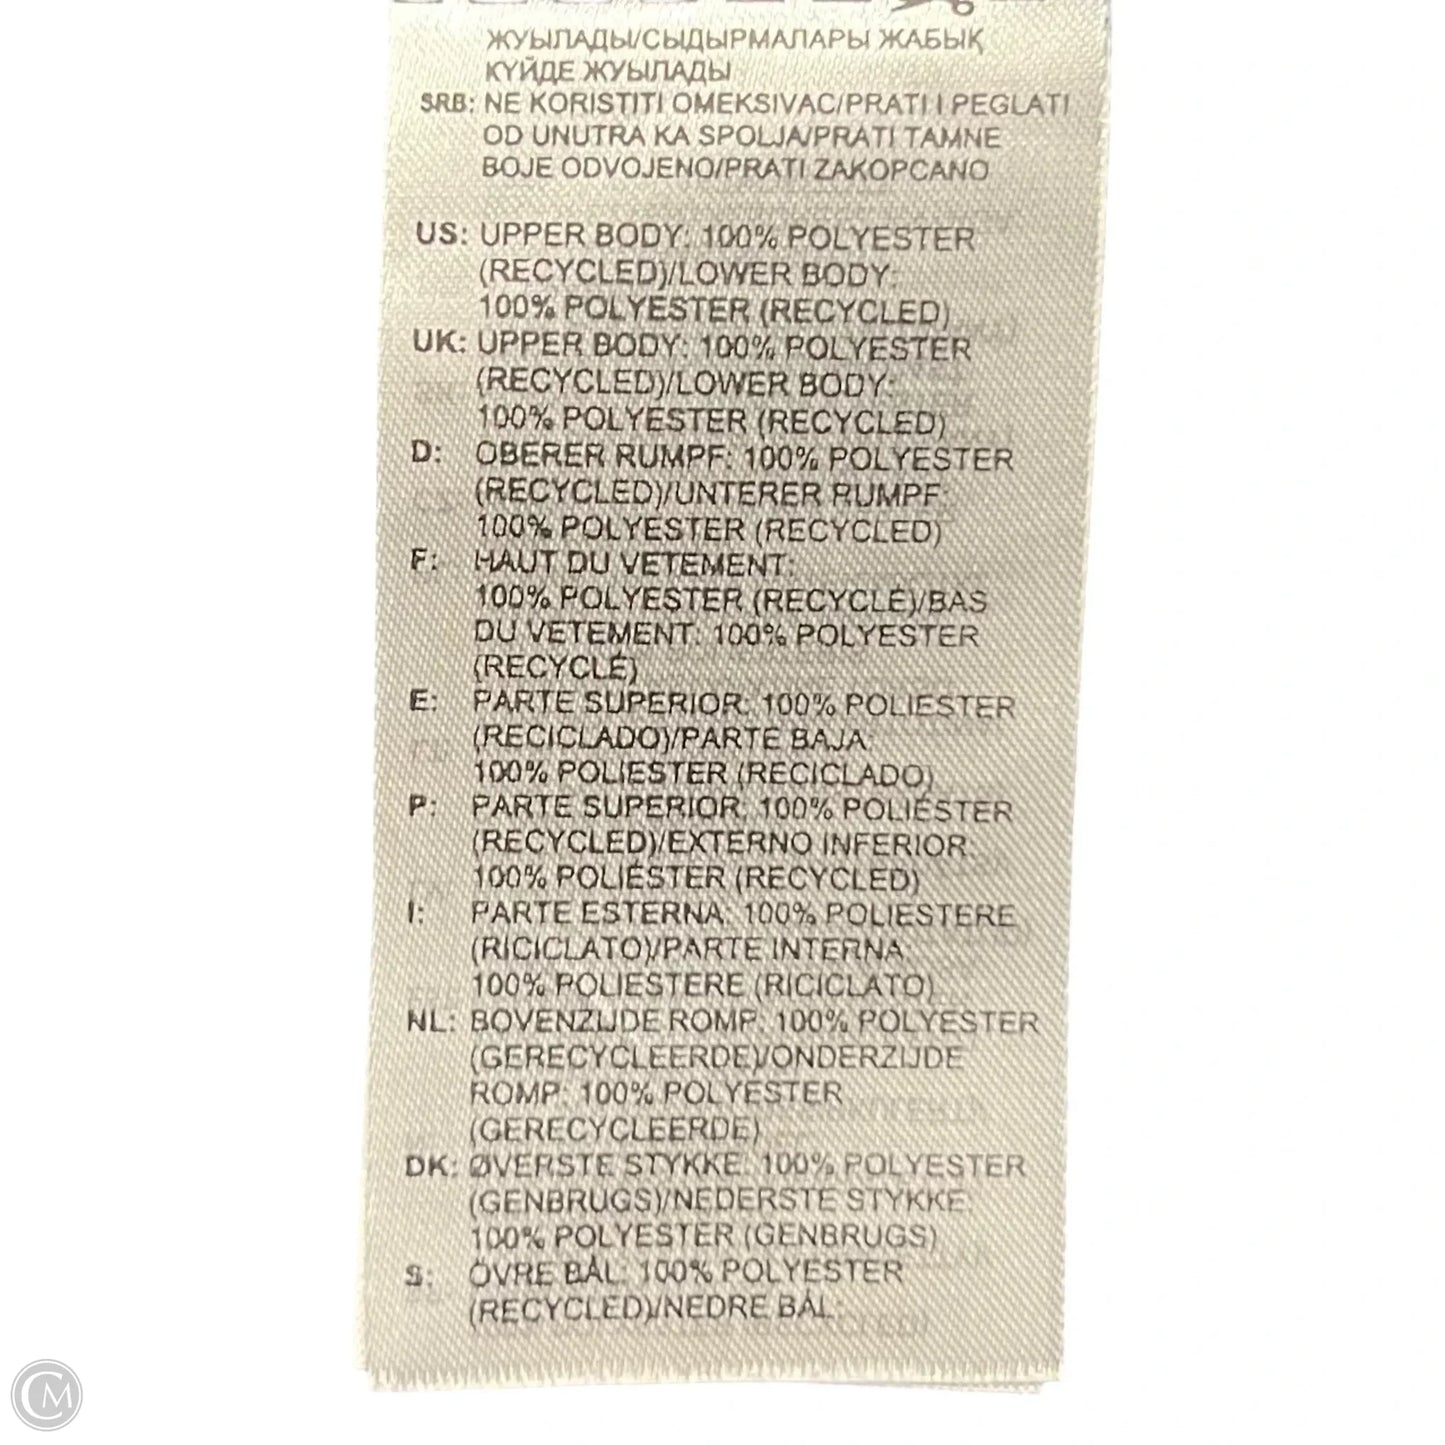 ЖУЫЛАДЫ/СЫДЫРМАЛАРЫ ЖАБЫҚ
КҮЙДЕ ЖУЫЛАДЫ
SRB: NE KORISTITI OMEKSIVAC/PRATI I PEGLATI
OD UNUTRA KA SPOLJA/PRATI TAMNE
BOJE ODVOJENO/PRATI ZAKOPCANO
US: UPPER BODY: 100% POLYESTER
(RECYCLED)/LOWER BODY:
100% POLYESTER (RECYCLED)
UK: UPPER BODY: 100% POLYESTER
(RECYCLED)/LOWER BODY:
100% POLYESTER (RECYCLED)
D: OBERER RUMPF: 100% POLYESTER
(RECYCLED)/UNTERER RUMPF:
100% POLYESTER (RECYCLED)
F: HAUT DU VETEMENT:
100% POLYESTER (RECYCLÉ)/BAS
DU VETEMENT: 100% POLYESTER
(RECYCLÉ)
E: PARTE SUPERIOR: 100% POLIESTER
(RECICLADO)/PARTE BAJA:
100% POLIESTER (RECICLADO)
P: PARTE SUPERIOR: 100% POLIÉSTER
(RECYCLED)/EXTERNO INFERIOR:
100% POLIÉSTER (RECYCLED)
I: PARTE ESTERNA: 100% POLIESTERE
(RICICLATO)/PARTE INTERNA:
100% POLIESTERE (RICICLATO)
NL: BOVENZIJDE ROMP: 100% POLYESTER
(GERECYCLEERDE)/ONDERZIJDE
ROMP: 100% POLYESTER
(GERECYCLEERDE)
DK: ØVERSTE STYKKE: 100% POLYESTER
(GENBRUGS)/NEDERSTE STYKKE:
100% POLYESTER (GENBRUGS)
S: ÖVRE BÅL: 100% POLYESTER
(RECYCLED)/NEDRE BÅL:
CM